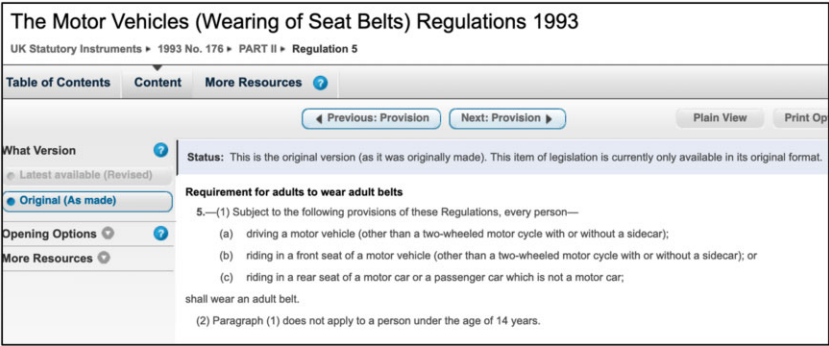 The Motor Vehicles (Wearing of Seat Belts) Regulations 1993
UK Statutory Instruments ▸ 1993 No. 176 ▸ PART II ▸ Regulation 5
Table of Contents Content More Resources ?
Previous: Provision Next: Provision Plain View Print Op
What Version ?
Latest available (Revised)
Original (As made)
Opening Options ?
More Resources
Status: This is the original version (as it was originally made). This item of legislation is currently only available in its original format.
Requirement for adults to wear adult belts
5.—(1) Subject to the following provisions of these Regulations, every person—
(a) driving a motor vehicle (other than a two-wheeled motor cycle with or without a sidecar);
(b) riding in a front seat of a motor vehicle (other than a two-wheeled motor cycle with or without a sidecar); or
(c) riding in a rear seat of a motor car or a passenger car which is not a motor car;
shall wear an adult belt.
(2) Paragraph (1) does not apply to a person under the age of 14 years.